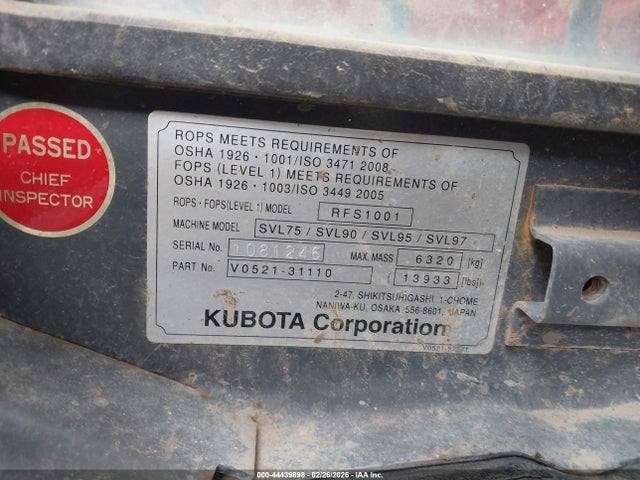 PASSED
CHIEF
INSPECTOR
ROPS MEETS REQUIREMENTS OF
OSHA 1926 · 1001/ISO 3471 2008
FOPS (LEVEL 1) MEETS REQUIREMENTS OF
OSHA 1926 · 1003/ISO 3449 2005
ROPS · FOPS(LEVEL 1) MODEL RFS1001
MACHINE MODEL SVL75 / SVL90 / SVL95 / SVL97
SERIAL No. 1081246 MAX. MASS 6320 [kg]
PART No. V0521-31110 ( 13933 [lbs])
2-47. SHIKITSUHIGASHI 1-CHOME
NANIWA-KU, OSAKA 556-8601, JAPAN
KUBOTA Corporation
000-44439898 - 02/26/2026 - IAA Inc.